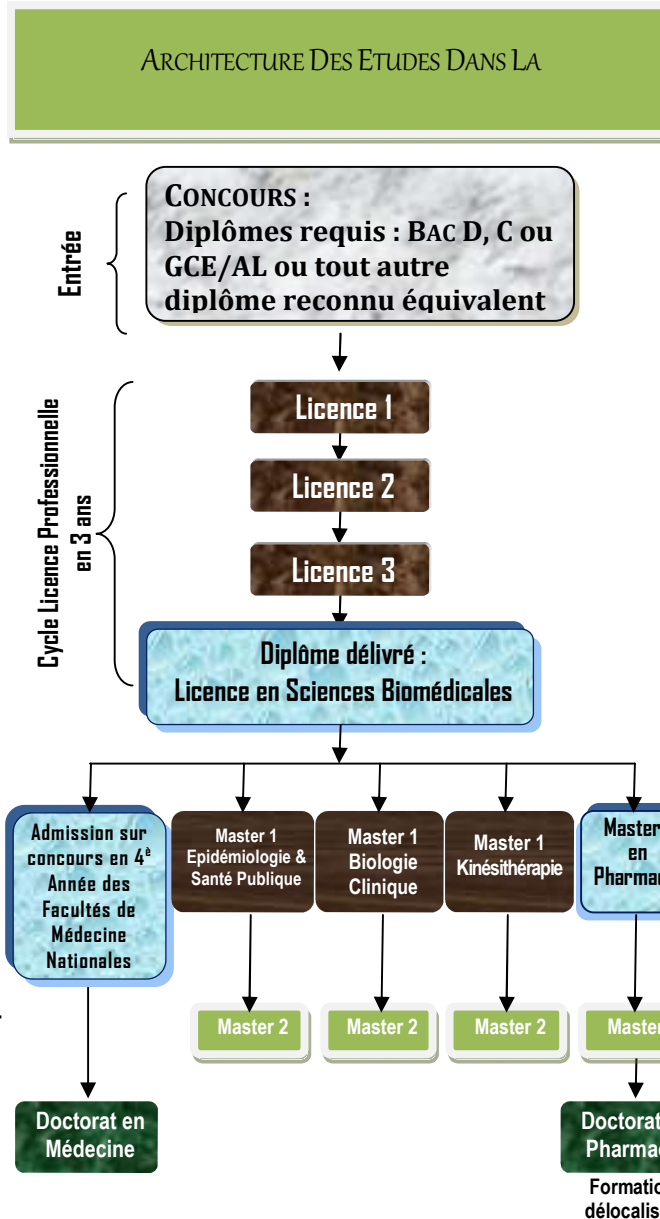 ARCHITECTURE DES ETUDES DANS LA
CONCOURS :
Diplômes requis : BAC D, C ou
GCE/AL ou tout autre
diplôme reconnu équivalent
Entrée
Licence 1
Licence 2
Licence 3
Cycle Licence Professionnelle
en 3 ans
Diplôme délivré :
Licence en Sciences Biomédicales
Admission sur
concours en 4è
Année des
Facultés de
Médecine
Nationales
Master 1
Epidémiologie &
Santé Publique
Master 1
Biologie
Clinique
Master 1
Kinésithérapie
Master
en
Master 2
Master 2
Master 2
Master
Doctorat en
Médecine
Doctorat